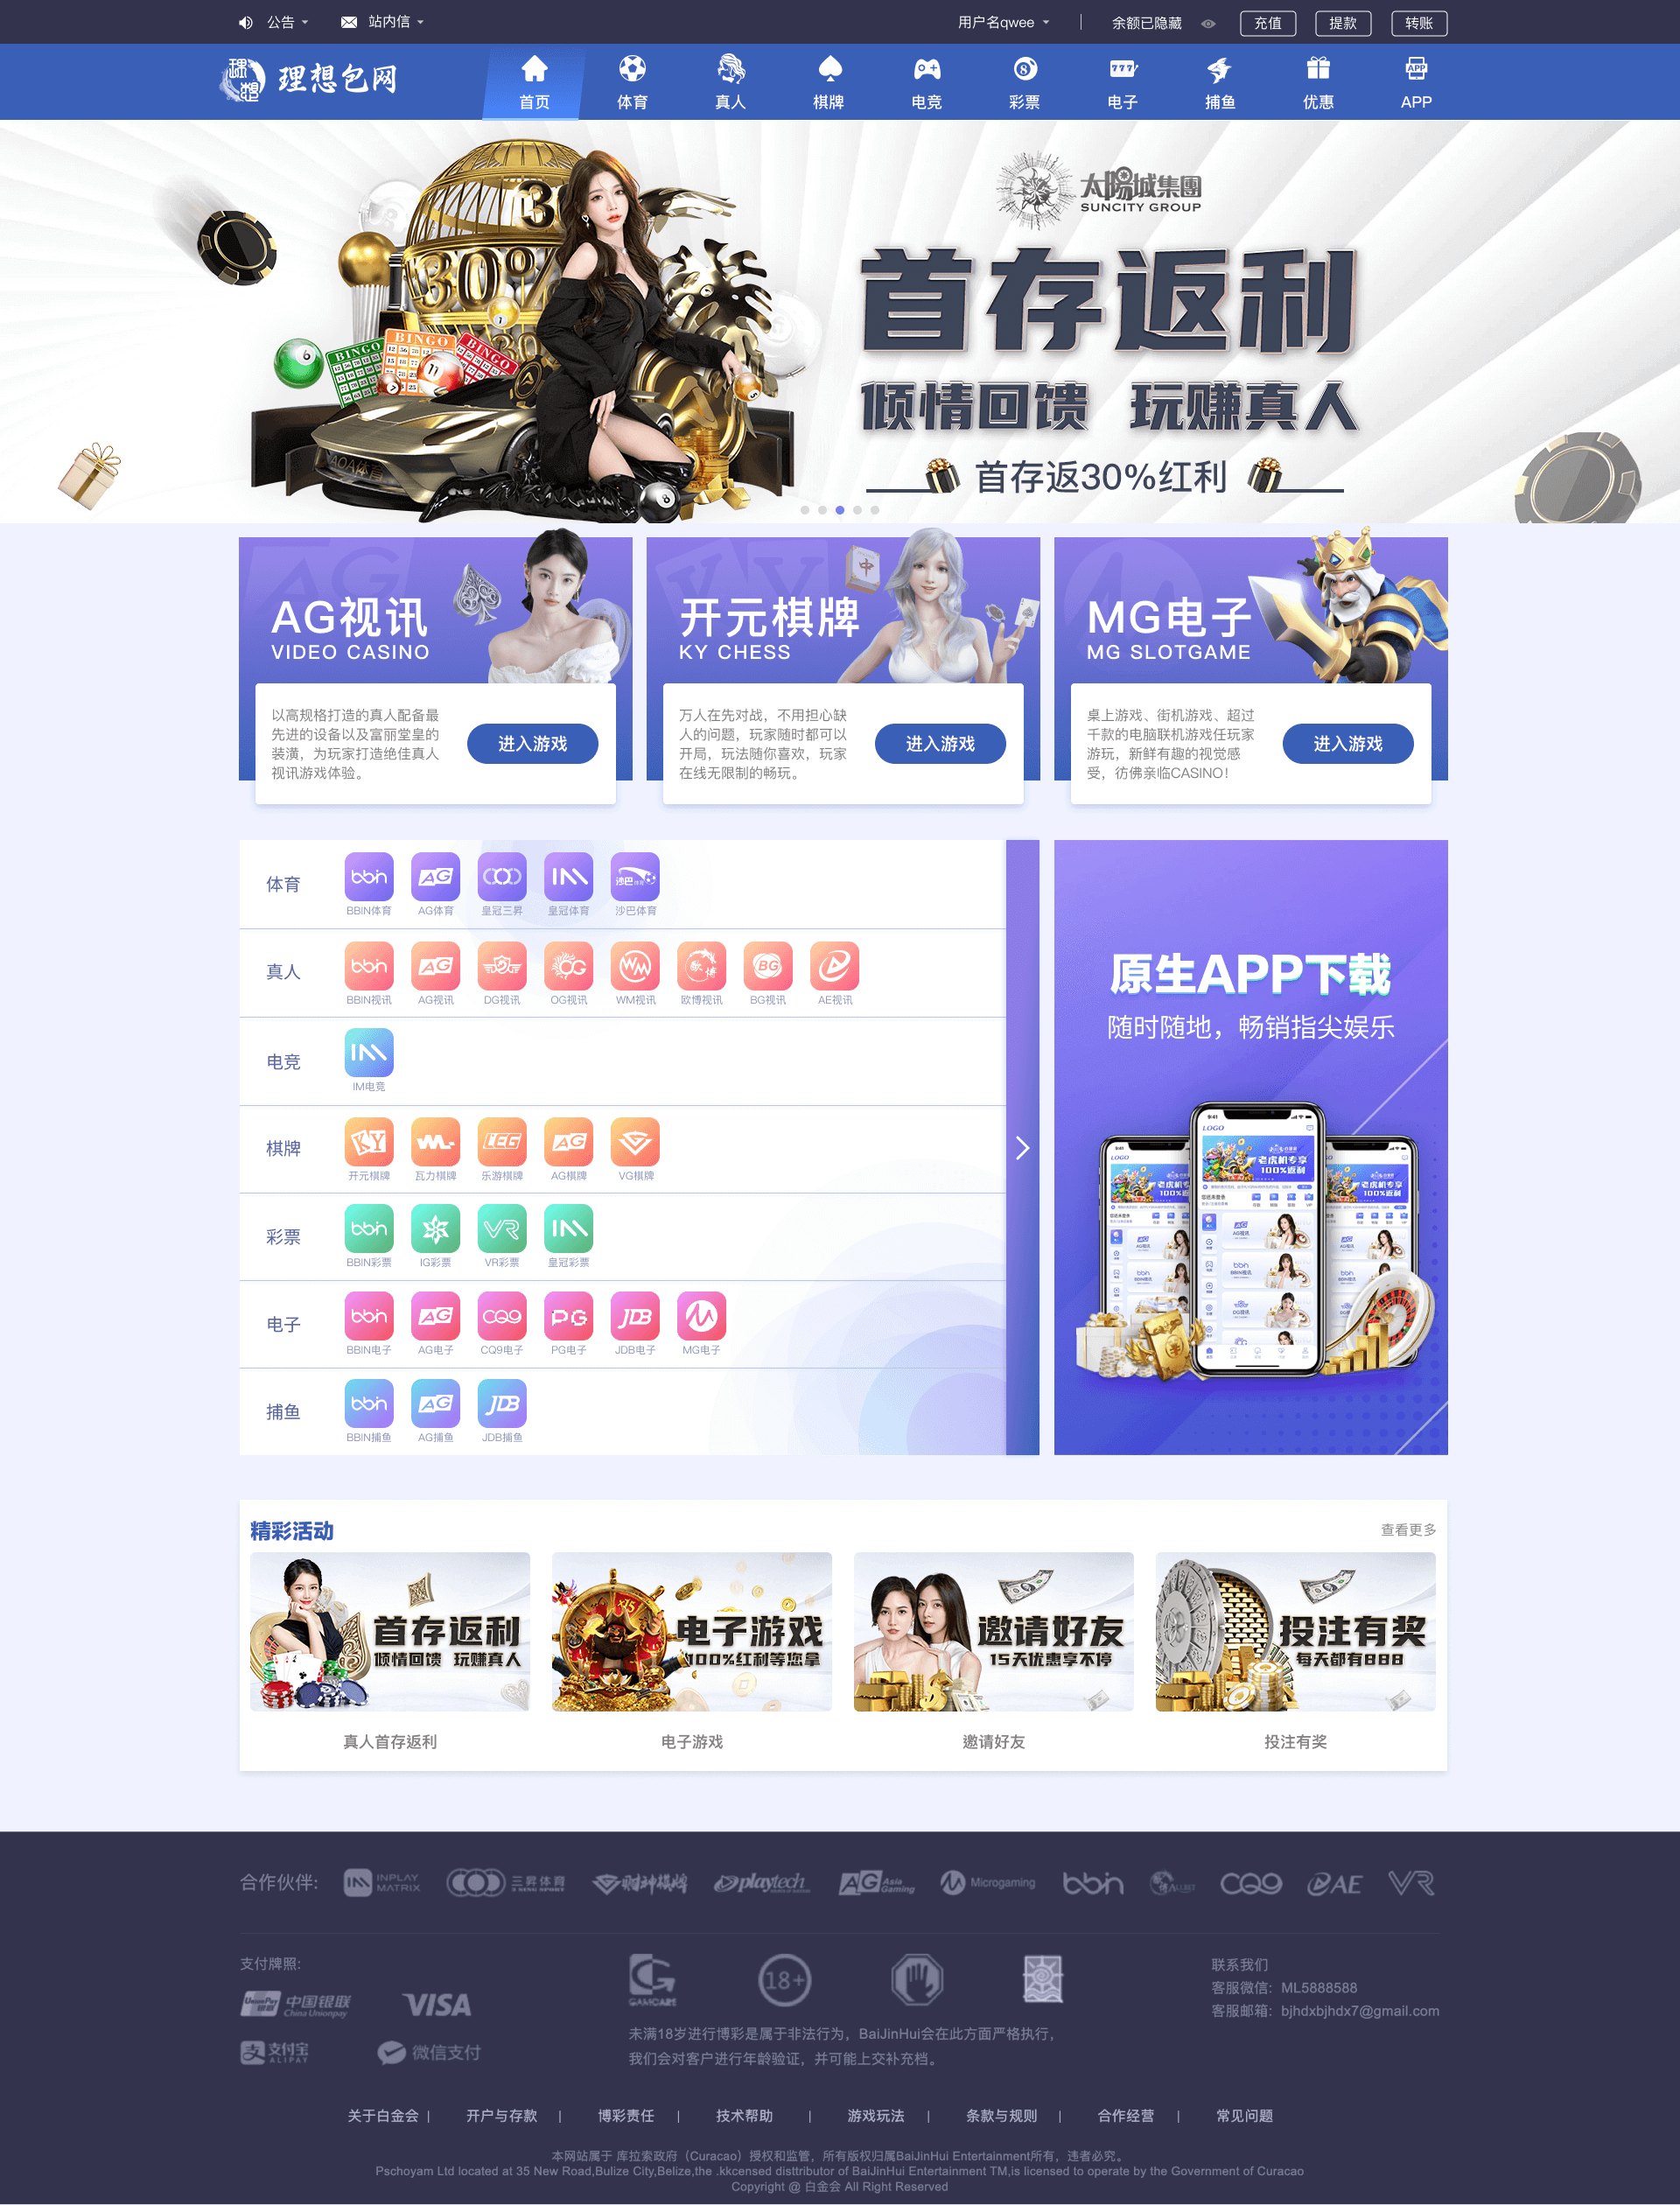 公告
站内信
用户名qwee
余额已隐藏
充值
提款
转账
理想
理想包网
首页
体育
真人
棋牌
电竞
彩票
电子
捕鱼
优惠
APP
太陽城集團
SUNCITY GROUP
首存返利
倾情回馈 玩赚真人
首存返30%红利
30%
BINGO
BINGO
BINGO
AOA体育
AG视讯
VIDEO CASINO
以高规格打造的真人配备最
先进的设备以及富丽堂皇的
装潢，为玩家打造绝佳真人
视讯游戏体验。
进入游戏
开元棋牌
KY CHESS
万人在先对战，不用担心缺
人的问题，玩家随时都可以
开局，玩法随你喜欢，玩家
在线无限制的畅玩。
进入游戏
MG电子
MG SLOTGAME
桌上游戏、街机游戏、超过
千款的电脑联机游戏任玩家
游玩，新鲜有趣的视觉感
受，彷佛亲临CASINO！
进入游戏
体育
BBIN体育
AG体育
皇冠三昇
皇冠体育
沙巴体育
真人
BBIN视讯
AG视讯
DG视讯
OG视讯
WM视讯
欧博视讯
BG视讯
AE视讯
电竞
IM电竞
棋牌
开元棋牌
瓦力棋牌
乐游棋牌
AG棋牌
VG棋牌
彩票
BBIN彩票
IG彩票
VR彩票
皇冠彩票
电子
BBIN电子
AG电子
CQ9电子
PG电子
JDB电子
MG电子
捕鱼
BBIN捕鱼
AG捕鱼
JDB捕鱼
原生APP下载
随时随地，畅销指尖娱乐
LOGO
老虎机专享
100%返利
精彩活动
查看更多
首存返利
倾情回馈 玩赚真人
电子游戏
100%红利等您拿
邀请好友
15天优惠享不停
投注有奖
每天都有888
真人首存返利
电子游戏
邀请好友
投注有奖
合作伙伴:
INPLAY MATRIX
三昇体育
财神棋牌
playtech
AG Asia Gaming
Microgaming
bbin
ALLBET
CQ9
AE
VR
支付牌照:
UnionPay 银联 中国银联
China Unionpay
VISA
支付宝
ALIPAY
微信支付
GAMCARE
18+
未满18岁进行博彩是属于非法行为，BaiJinHui会在此方面严格执行，
我们会对客户进行年龄验证，并可能上交补充档。
联系我们
客服微信：ML5888588
客服邮箱：bjhdxbjhdx7@gmail.com
关于白金会 |
开户与存款 |
博彩责任 |
技术帮助 |
游戏玩法 |
条款与规则 |
合作经营 |
常见问题
本网站属于 库拉索政府（Curacao）授权和监管，所有版权归属BaiJinHui Entertainment所有，违者必究。
Pschoyam Ltd located at 35 New Road,Bulize City,Belize,the .kkcensed disttributor of BaiJinHui Entertainment TM,is licensed to operate by the Government of Curacao
Copyright @ 白金会 All Right Reserved